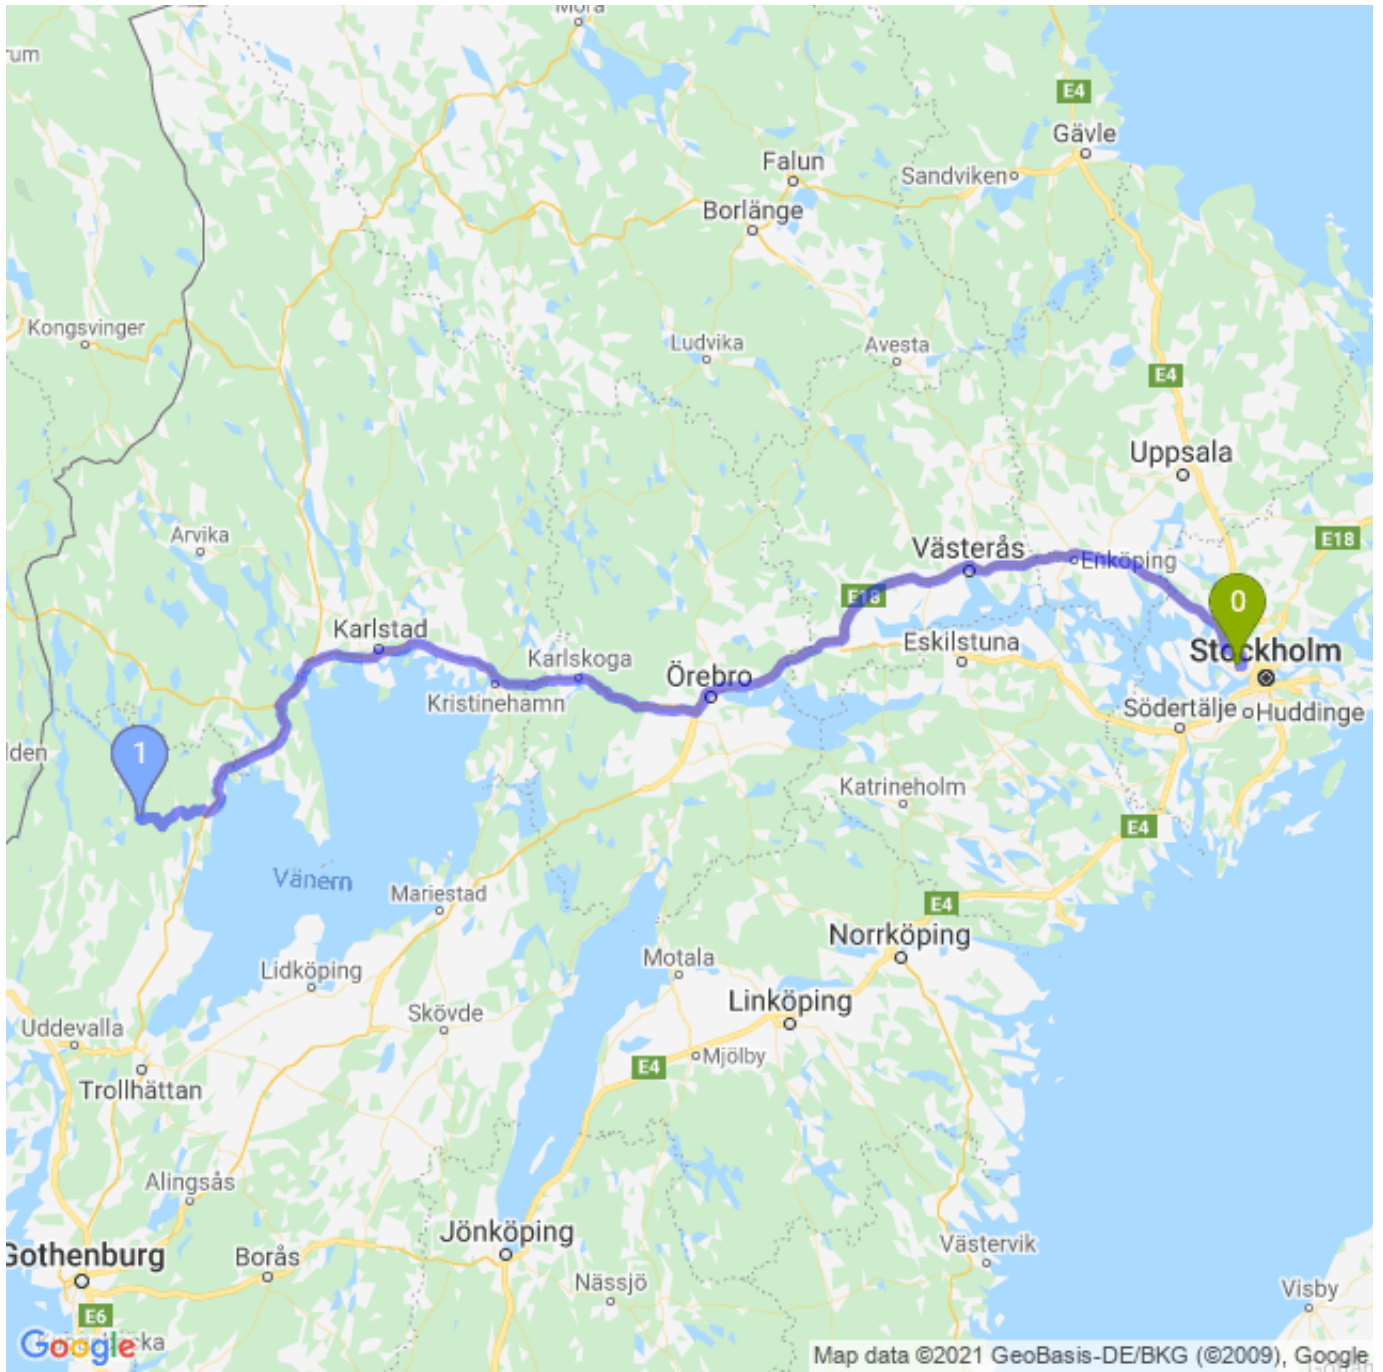 Mora
rum
E4
Gävle
Falun
Sandviken
Borlänge
Kongsvinger
Ludvika
Avesta
E4
Uppsala
Arvika
E18
Västerås
Enköping
E18
0
Karlstad
Eskilstuna
Stockholm
Karlskoga
Örebro
Kristinehamn
Södertälje
Huddinge
lden
1
Katrineholm
E4
Vänern
Mariestad
E4
Norrköping
Motala
Lidköping
Linköping
Skövde
Uddevalla
Mjölby
E4
Trollhättan
Alingsås
Jönköping
Västervik
Gothenburg
Borås
Nässjö
Visby
E6
Google
ka
Map data ©2021 GeoBasis-DE/BKG (©2009), Google